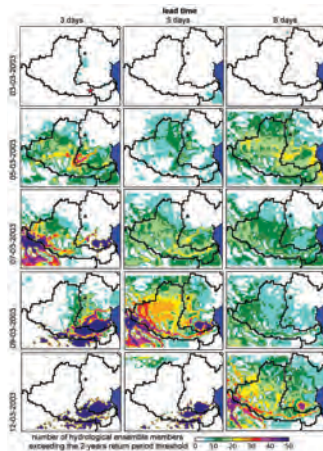 lead time
3 days 5 days 8 days
03-03-2003
05-03-2003
07-03-2003
09-03-2003
12-03-2003
number of hydrological ensemble members
exceeding the 2-years return period threshold
0 10 20 30 40 50